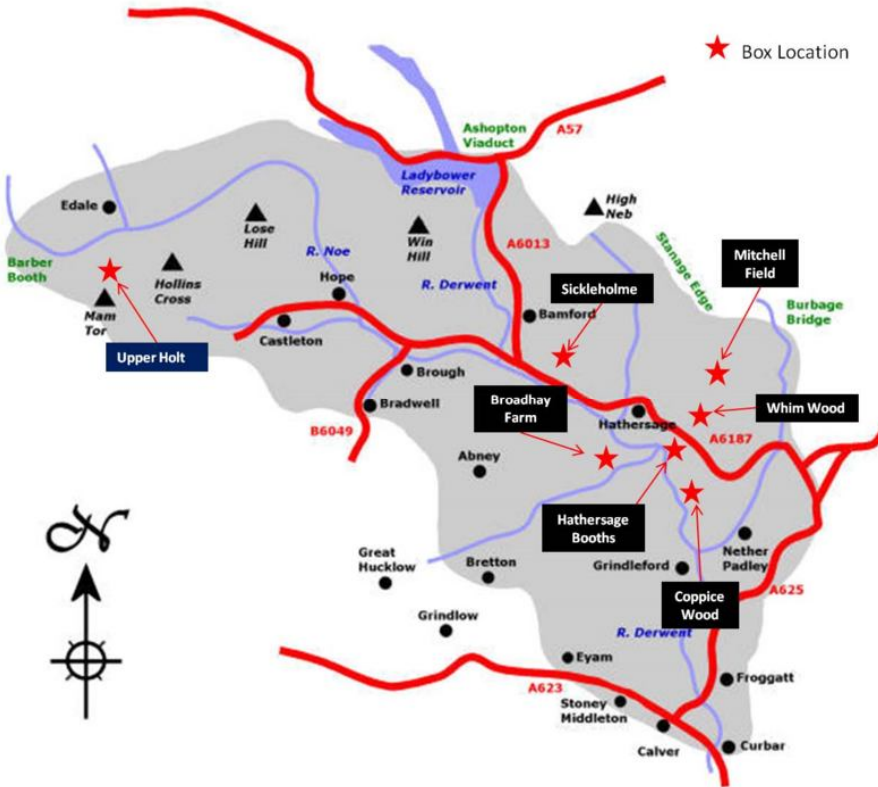 Box Location
A57
Ashopton
Viaduct
Ladybower
Reservoir
High
Neb
Edale
Lose
Hill
Win
Hill
A6013
Stanage Edge
Mitchell
Field
R. Noe
Barber
Booth
Hollins
Cross
Hope
R. Derwent
Sickleholme
Burbage
Bridge
Mam
Tor
Bamford
Upper Holt
Castleton
Brough
Broadhay
Farm
Hathersage
Whim Wood
Bradwell
B6049
A6187
Abney
Hathersage
Booths
N
Great
Hucklow
Bretton
Grindleford
Nether
Padley
Coppice
Wood
A625
Grindlow
R. Derwent
Eyam
A623
Froggatt
Stoney
Middleton
Calver
Curbar